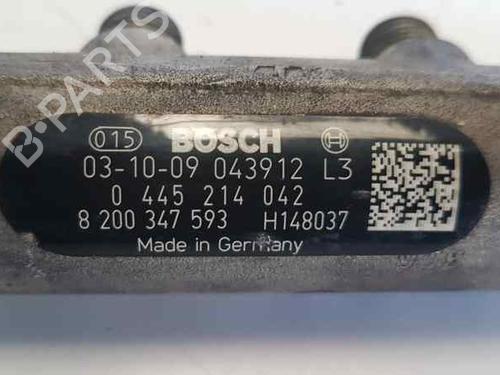 015 BOSCH
03-10-09 043912 L3
0 445 214 042
8 200 347 593 H148037
Made in Germany
B-PARTS